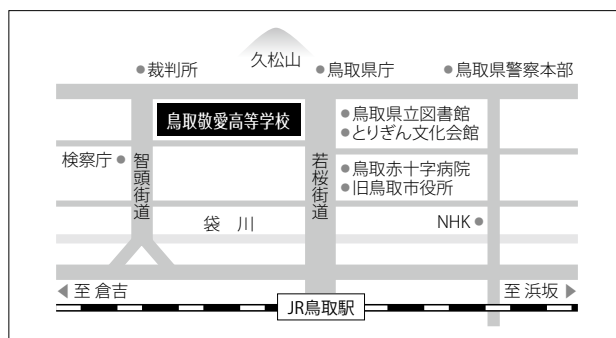 久松山
●裁判所
●鳥取県庁
●鳥取県警察本部
鳥取敬愛高等学校
●鳥取県立図書館
●とりぎん文化会館
検察庁●
智頭街道
若桜街道
●鳥取赤十字病院
●旧鳥取市役所
袋 川
NHK●
◀至 倉吉
至 浜坂▶
JR鳥取駅